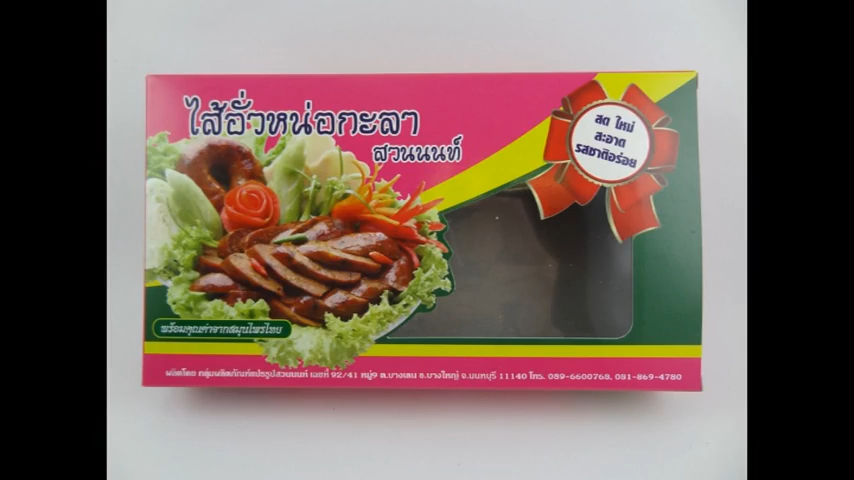 ไส้อั่วหน่อกะลา
สวนนนท์
สด ใหม่
สะอาด
รสชาติอร่อย
พร้อมคุณค่าจากสมุนไพรไทย
ผลิตโดย กลุ่มผลิตภัณฑ์แปรรูปสวนนนท์ เลขที่ 92/41 หมู่9 ต.บางเลน อ.บางใหญ่ จ.นนทบุรี 11140 โทร. 089-6600768, 081-869-4780